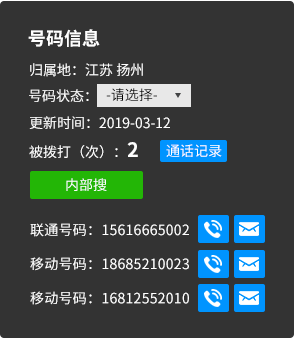 号码信息
归属地：江苏 扬州
号码状态：-请选择-
更新时间：2019-03-12
被拨打（次）：2 通话记录
内部搜
联通号码：15616665002
移动号码：18685210023
移动号码：16812552010